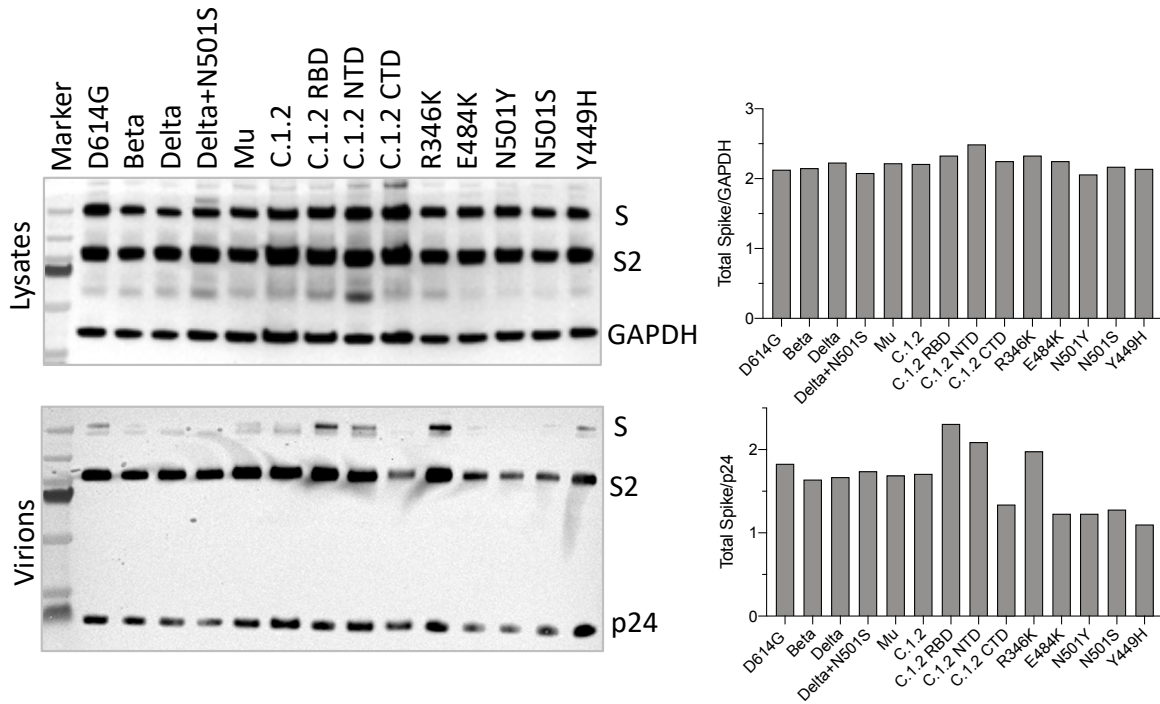 Marker
D614G
Beta
Delta
Delta+N501S
Mu
C.1.2
C.1.2 RBD
C.1.2 NTD
C.1.2 CTD
R346K
E484K
N501Y
N501S
Y449H
Lysates
S
S2
GAPDH
Virions
S
S2
p24
Total Spike/GAPDH
3
2
1
0
D614G
Beta
Delta
Delta+N501S
Mu
C.1.2
C.1.2 RBD
C.1.2 NTD
C.1.2 CTD
R346K
E484K
N501Y
N501S
Y449H
Total Spike/p24
2
1
0
D614G
Beta
Delta
Delta+N501S
Mu
C.1.2
C.1.2 RBD
C.1.2 NTD
C.1.2 CTD
R346K
E484K
N501Y
N501S
Y449H